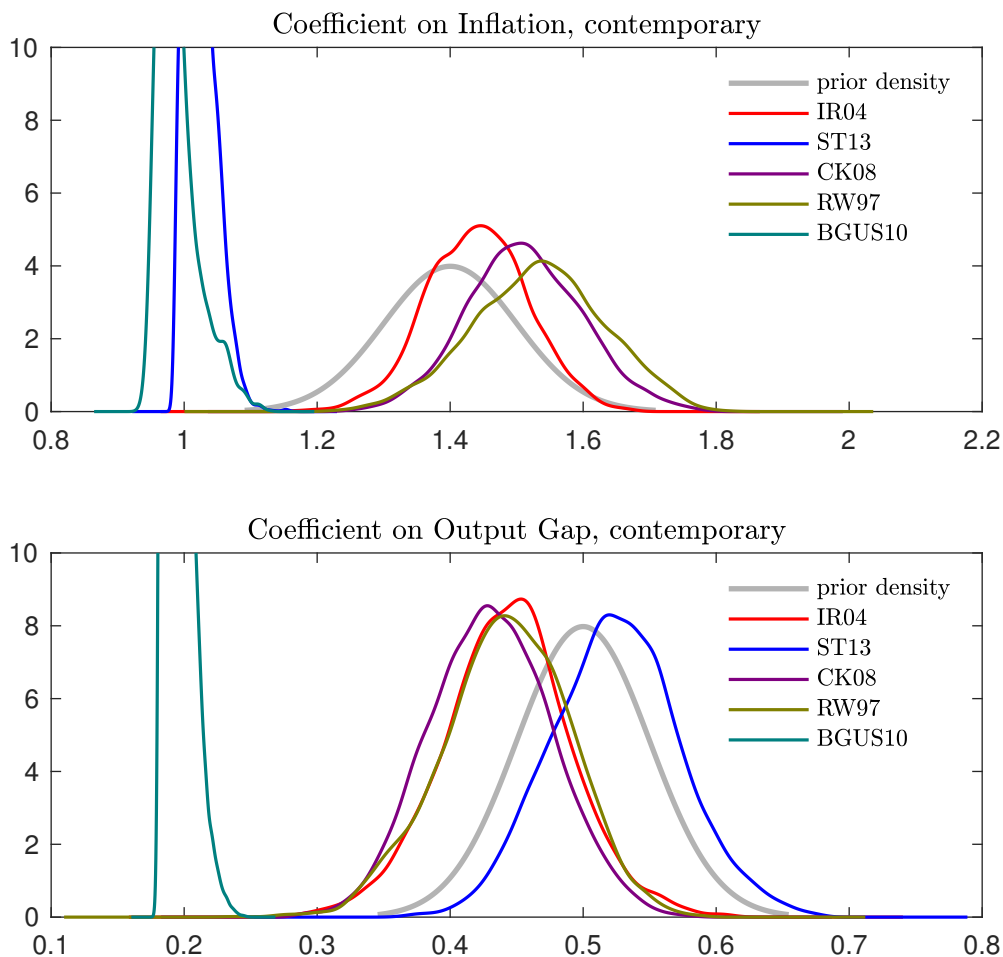 Coefficient on Inflation, contemporary
10
8
6
4
2
0
prior density
IR04
ST13
CK08
RW97
BGUS10
0.8 1 1.2 1.4 1.6 1.8 2 2.2
Coefficient on Output Gap, contemporary
10
8
6
4
2
0
prior density
IR04
ST13
CK08
RW97
BGUS10
0.1 0.2 0.3 0.4 0.5 0.6 0.7 0.8